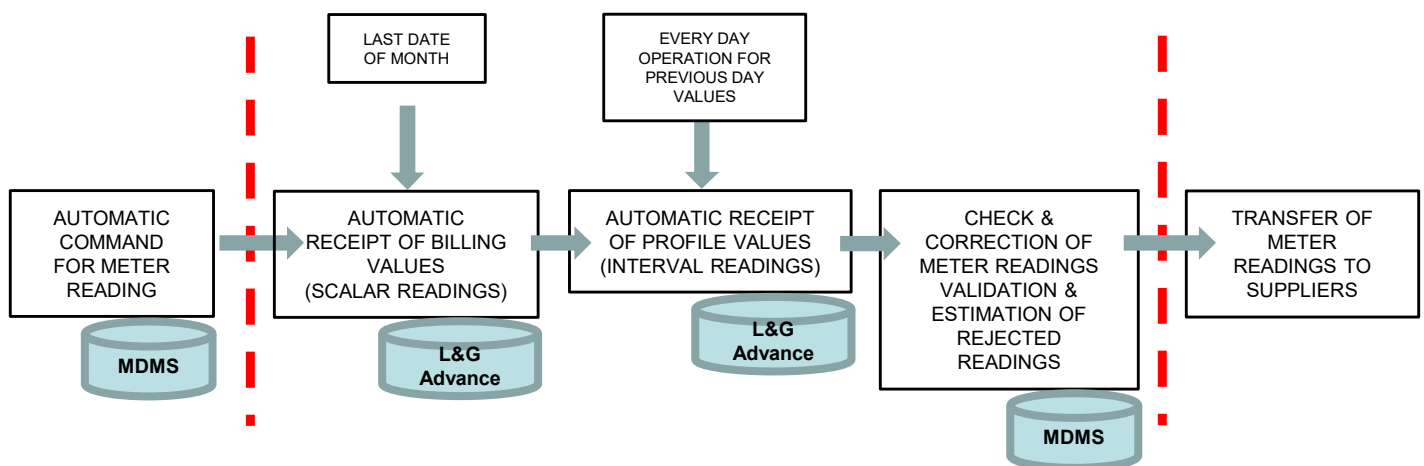 LAST DATE
OF MONTH
EVERY DAY
OPERATION FOR
PREVIOUS DAY
VALUES
AUTOMATIC
COMMAND
FOR METER
READING
MDMS
AUTOMATIC
RECEIPT OF BILLING
VALUES
(SCALAR READINGS)
L&G
Advance
AUTOMATIC RECEIPT
OF PROFILE VALUES
(INTERVAL READINGS)
L&G
Advance
CHECK &
CORRECTION OF
METER READINGS
VALIDATION &
ESTIMATION OF
REJECTED
READINGS
MDMS
TRANSFER OF
METER
READINGS TO
SUPPLIERS